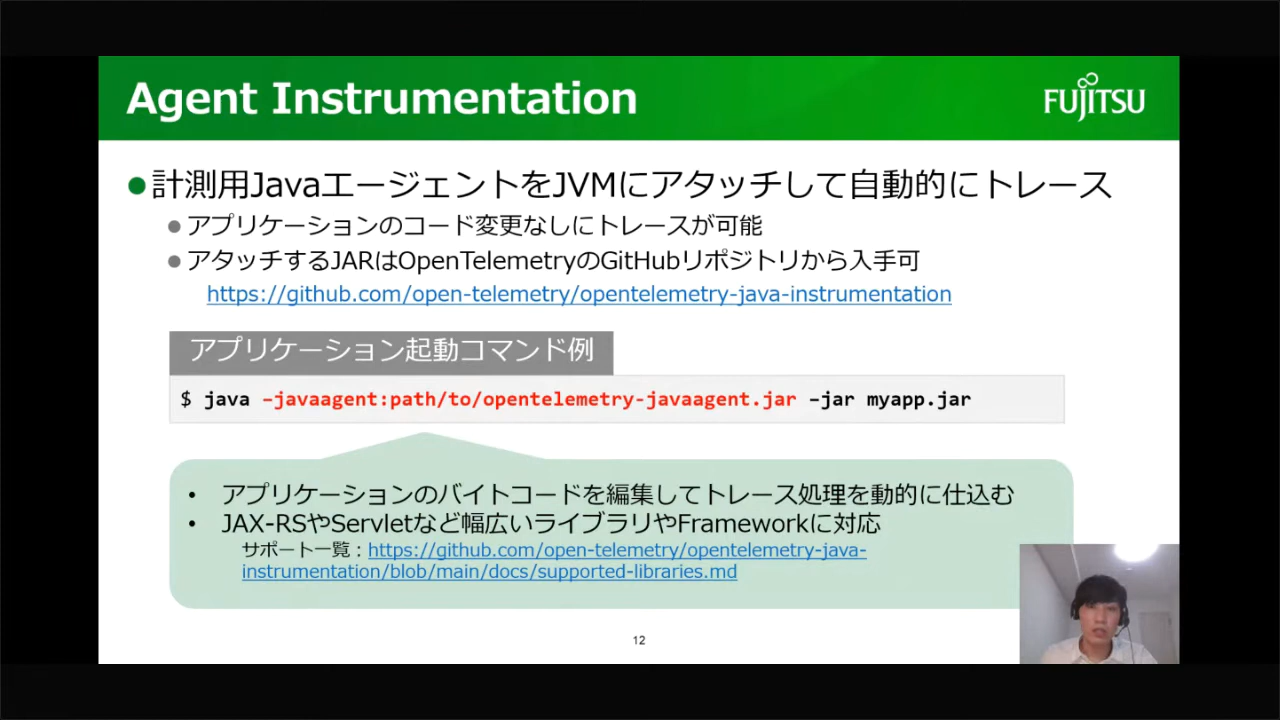 Agent Instrumentation
FUJITSU
●計測用JavaエージェントをJVMにアタッチして自動的にトレース
●アプリケーションのコード変更なしにトレースが可能
●アタッチするJARはOpenTelemetryのGitHubリポジトリから入手可
https://github.com/open-telemetry/opentelemetry-java-instrumentation
アプリケーション起動コマンド例
$ java –javaagent:path/to/opentelemetry-javaagent.jar –jar myapp.jar
• アプリケーションのバイトコードを編集してトレース処理を動的に仕込む
• JAX-RSやServletなど幅広いライブラリやFrameworkに対応
サポート一覧：https://github.com/open-telemetry/opentelemetry-java-
instrumentation/blob/main/docs/supported-libraries.md
12